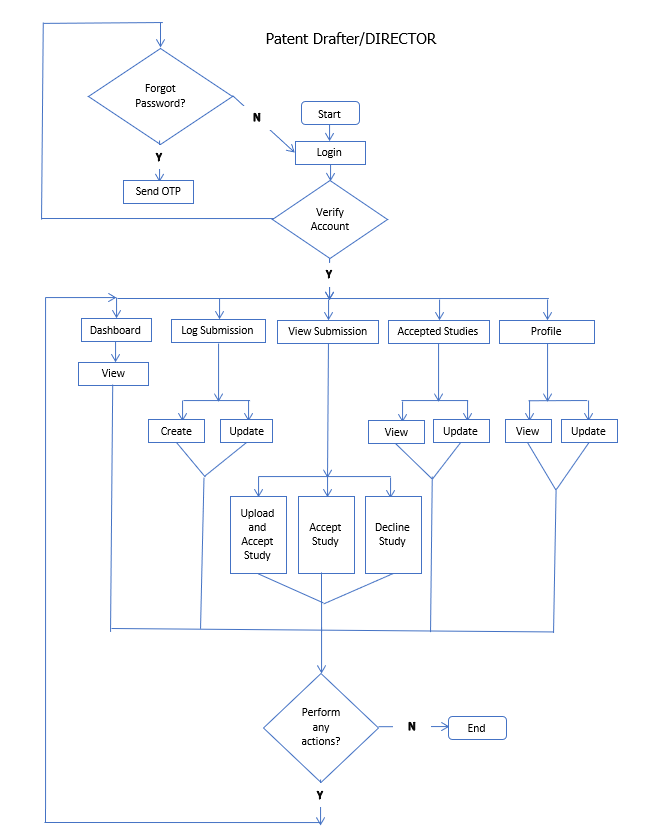 Patent Drafter/DIRECTOR
Forgot
Password?
N
Start
Login
Y
Send OTP
Verify
Account
Y
Dashboard
Log Submission
View Submission
Accepted Studies
Profile
View
Create
Update
View
Update
View
Update
Upload
and
Accept
Study
Accept
Study
Decline
Study
Perform
any
actions?
N
End
Y